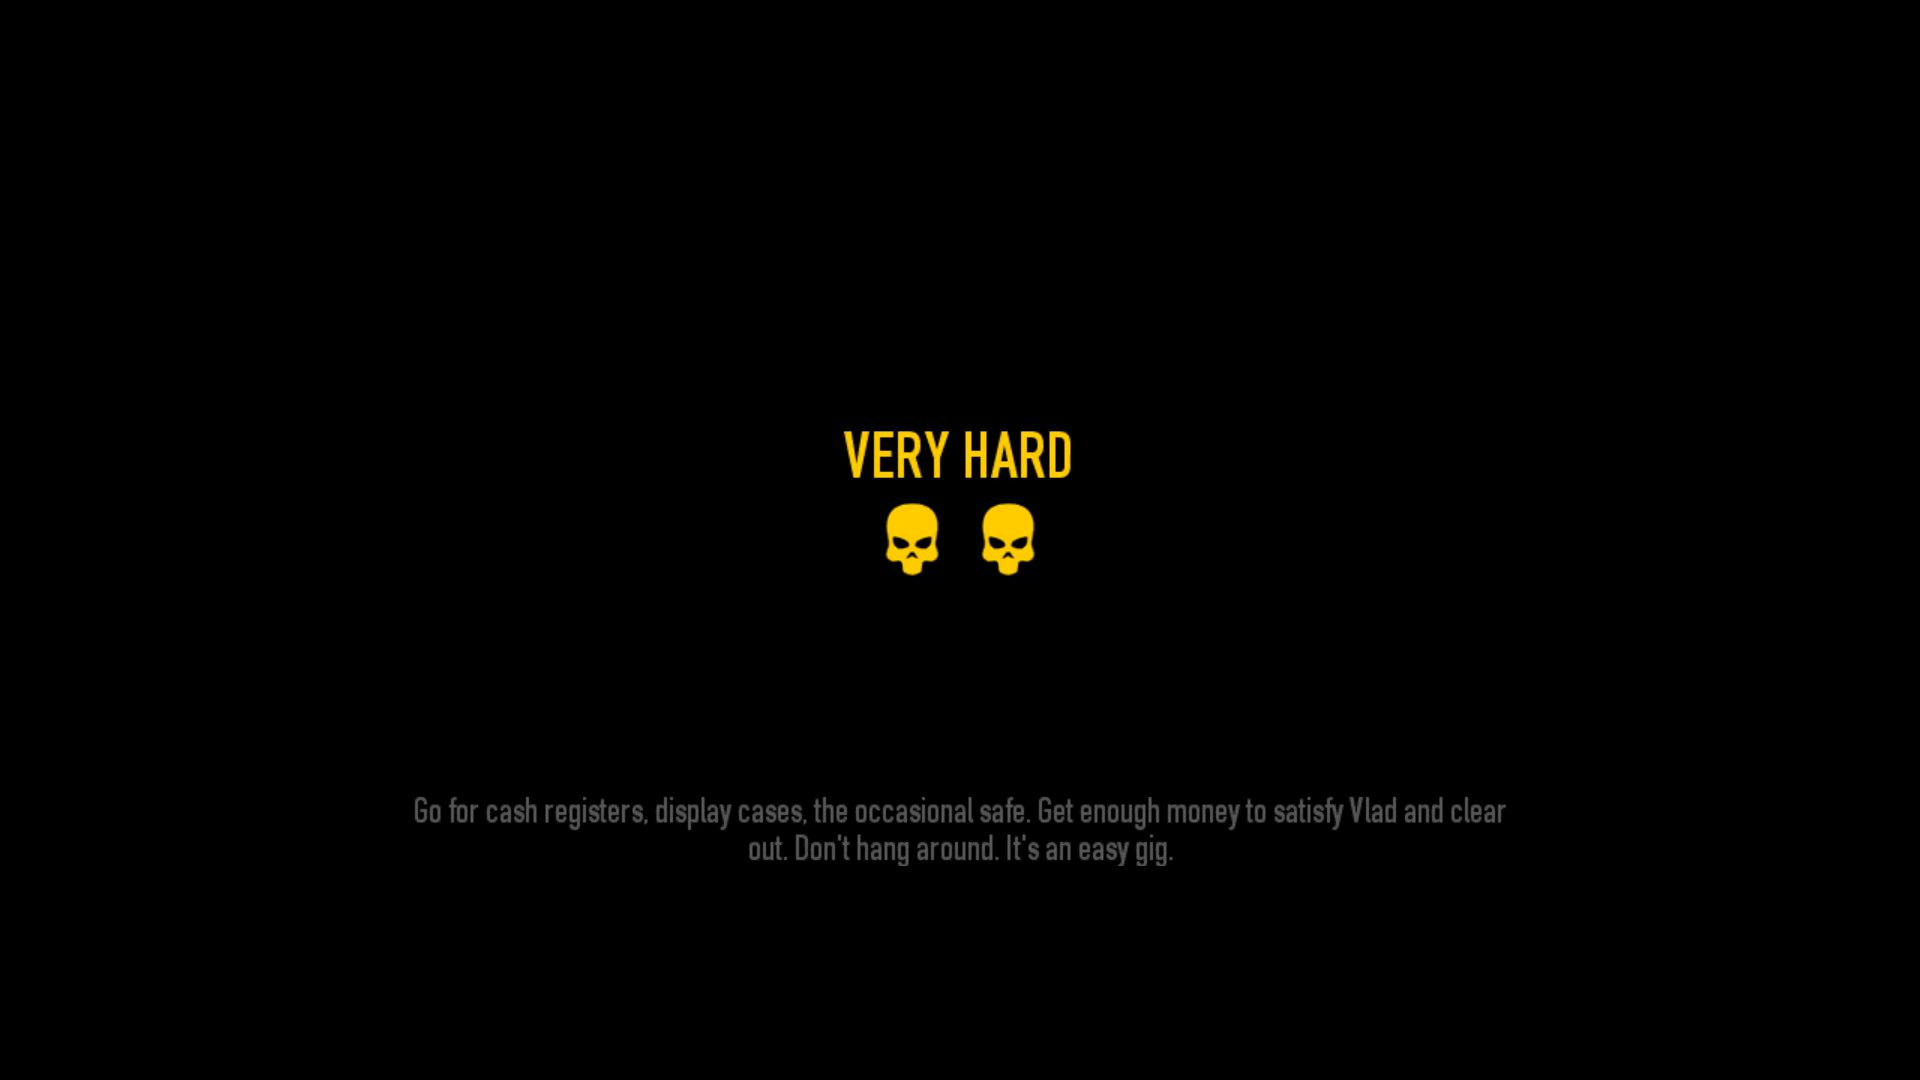 VERY HARD
Go for cash registers, display cases, the occasional safe. Get enough money to satisfy Vlad and clear
out. Don't hang around. It's an easy gig.